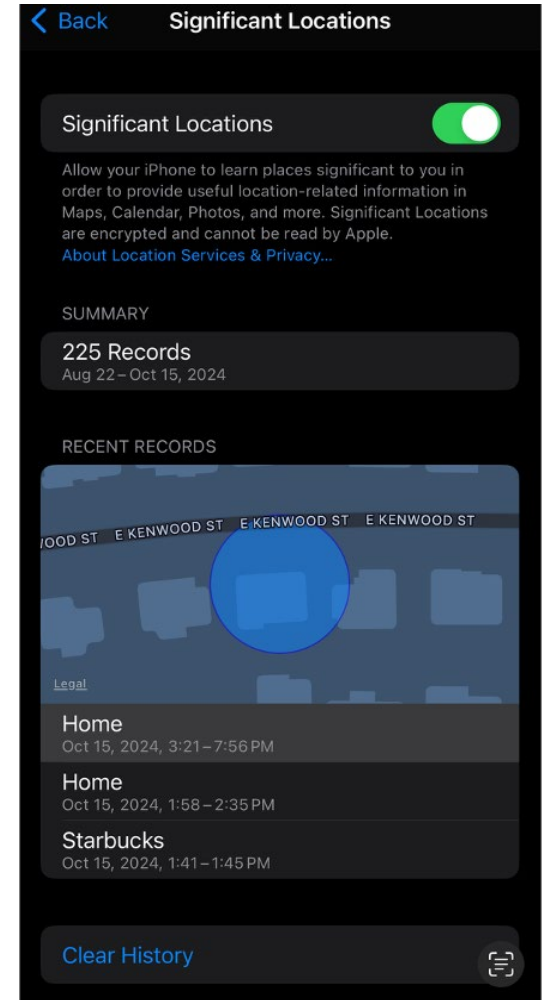 Back
Significant Locations
Significant Locations
Allow your iPhone to learn places significant to you in
order to provide useful location-related information in
Maps, Calendar, Photos, and more. Significant Locations
are encrypted and cannot be read by Apple.
About Location Services & Privacy...
SUMMARY
225 Records
Aug 22 – Oct 15, 2024
RECENT RECORDS
OOD ST E KENWOOD ST E KENWOOD ST E KENWOOD ST
Legal
Home
Oct 15, 2024, 3:21 – 7:56 PM
Home
Oct 15, 2024, 1:58 – 2:35 PM
Starbucks
Oct 15, 2024, 1:41 – 1:45 PM
Clear History